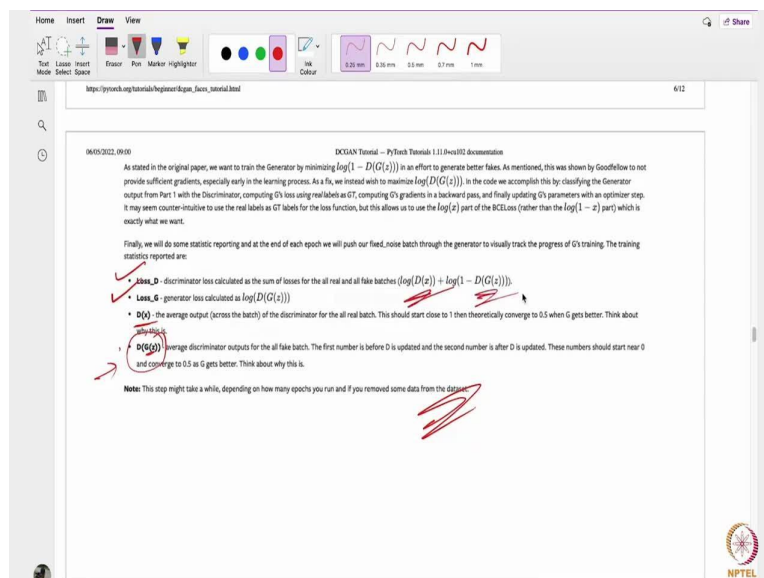 Home Insert Draw View
Share
Text Mode
Lasso Select
Insert Space
Eraser
Pen
Marker
Highlighter
Ink Colour
0.25 mm
0.35 mm
0.5 mm
0.7 mm
1 mm
https://pytorch.org/tutorials/beginner/dcgan_faces_tutorial.html 6/12
06/05/2022, 09:00 DCGAN Tutorial — PyTorch Tutorials 1.11.0+cu102 documentation
As stated in the original paper, we want to train the Generator by minimizing log(1 − D(G(z))) in an effort to generate better fakes. As mentioned, this was shown by Goodfellow to not
provide sufficient gradients, especially early in the learning process. As a fix, we instead wish to maximize log(D(G(z))). In the code we accomplish this by: classifying the Generator
output from Part 1 with the Discriminator, computing G's loss using real labels as GT, computing G's gradients in a backward pass, and finally updating G's parameters with an optimizer step.
It may seem counter-intuitive to use the real labels as GT labels for the loss function, but this allows us to use the log(x) part of the BCELoss (rather than the log(1 − x) part) which is
exactly what we want.
Finally, we will do some statistic reporting and at the end of each epoch we will push our fixed_noise batch through the generator to visually track the progress of G's training. The training
statistics reported are:
• Loss_D - discriminator loss calculated as the sum of losses for the all real and all fake batches (log(D(x)) + log(1 − D(G(z)))).
• Loss_G - generator loss calculated as log(D(G(z)))
• D(x) - the average output (across the batch) of the discriminator for the all real batch. This should start close to 1 then theoretically converge to 0.5 when G gets better. Think about
why this is.
• D(G(z)) average discriminator outputs for the all fake batch. The first number is before D is updated and the second number is after D is updated. These numbers should start near 0
and converge to 0.5 as G gets better. Think about why this is.
Note: This step might take a while, depending on how many epochs you run and if you removed some data from the dataset.
NPTEL